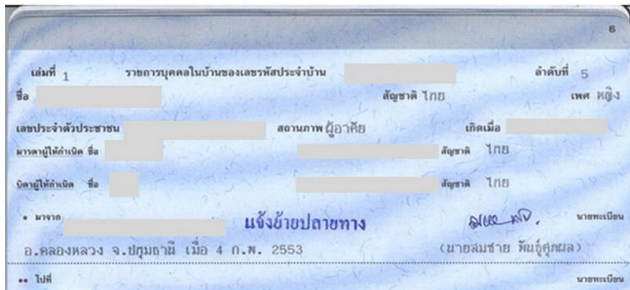 6
เล่มที่ 1 รายการบุคคลในบ้านของเลขรหัสประจำบ้าน ลำดับที่ 5
ชื่อ สัญชาติ ไทย เพศ หญิง
เลขประจำตัวประชาชน สถานภาพ ผู้อาศัย เกิดเมื่อ
มารดาผู้ให้กำเนิด ชื่อ สัญชาติ ไทย
บิดาผู้ให้กำเนิด ชื่อ สัญชาติ ไทย
* มาจาก แจ้งย้ายปลายทาง นายทะเบียน
อ.คลองหลวง จ.ปทุมธานี เมื่อ 4 ก.พ. 2553 (นายสมชาย พันธุ์ศุภผล)
** ไปที่ นายทะเบียน